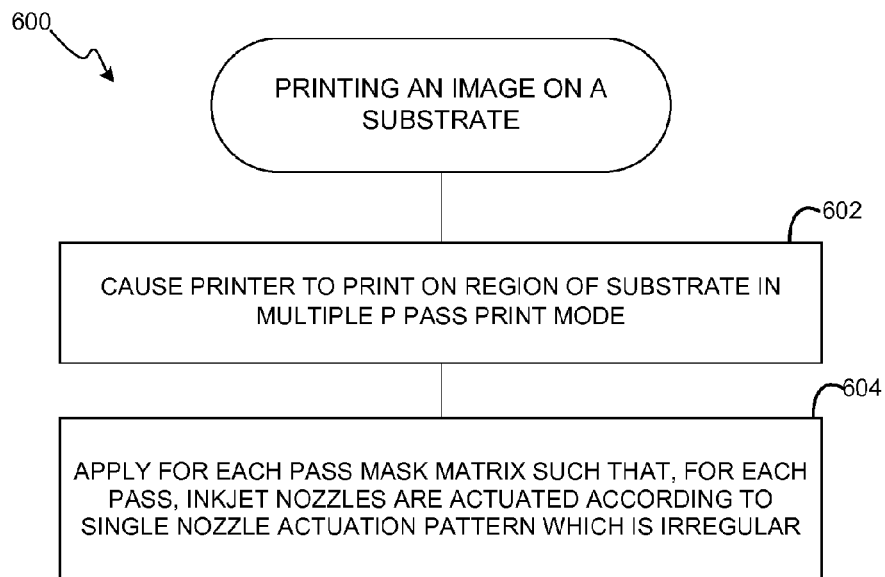 600
PRINTING AN IMAGE ON A
SUBSTRATE
602
CAUSE PRINTER TO PRINT ON REGION OF SUBSTRATE IN
MULTIPLE P PASS PRINT MODE
604
APPLY FOR EACH PASS MASK MATRIX SUCH THAT, FOR EACH
PASS, INKJET NOZZLES ARE ACTUATED ACCORDING TO
SINGLE NOZZLE ACTUATION PATTERN WHICH IS IRREGULAR